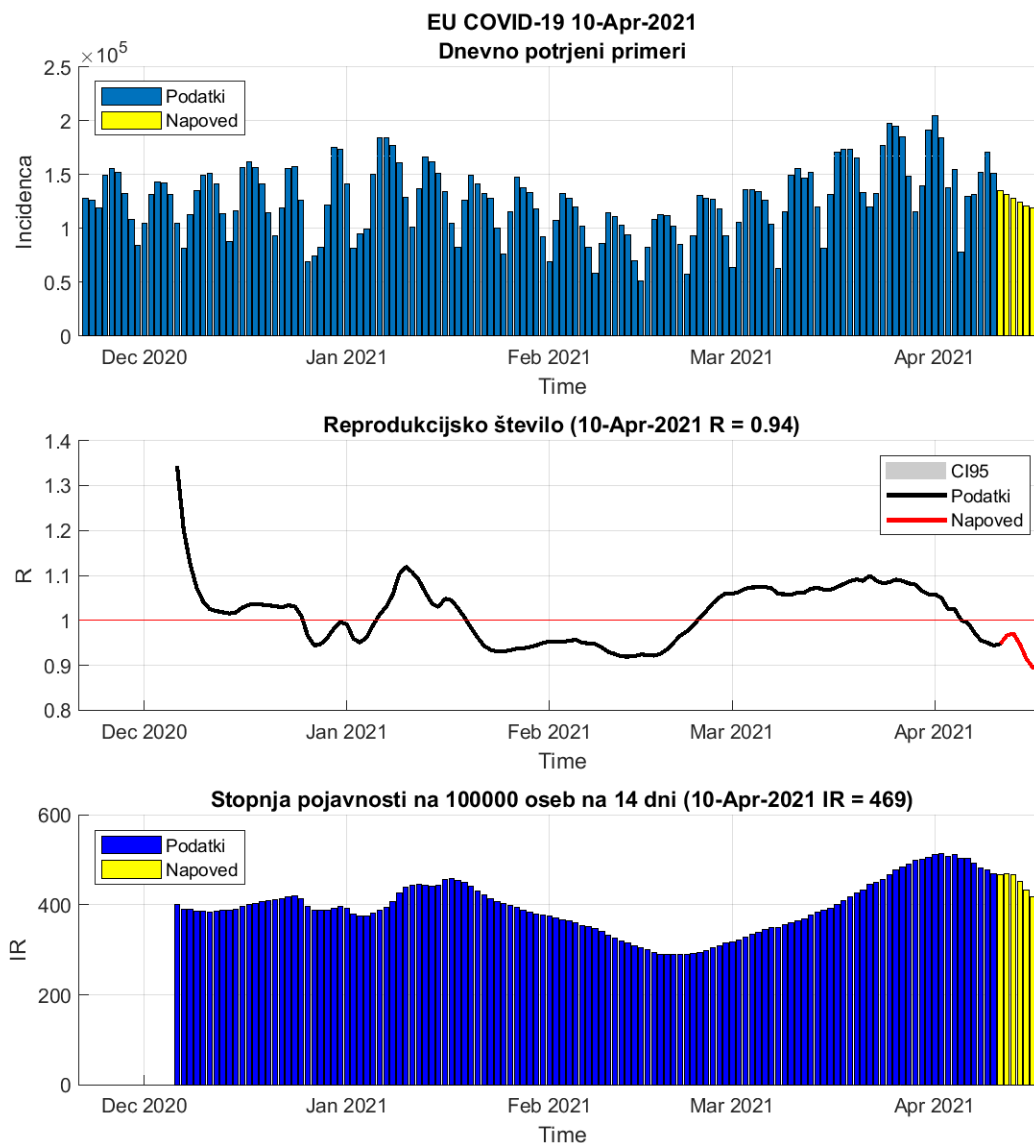 EU COVID-19 10-Apr-2021
Dnevno potrjeni primeri
×10^5
2.5
2
1.5
1
0.5
0
Incidenca
Podatki
Napoved
Dec 2020 Jan 2021 Feb 2021 Mar 2021 Apr 2021
Time
Reprodukcijsko število (10-Apr-2021 R = 0.94)
1.4
1.3
1.2
1.1
1
0.9
0.8
R
CI95
Podatki
Napoved
Dec 2020 Jan 2021 Feb 2021 Mar 2021 Apr 2021
Time
Stopnja pojavnosti na 100000 oseb na 14 dni (10-Apr-2021 IR = 469)
600
400
200
0
IR
Podatki
Napoved
Dec 2020 Jan 2021 Feb 2021 Mar 2021 Apr 2021
Time